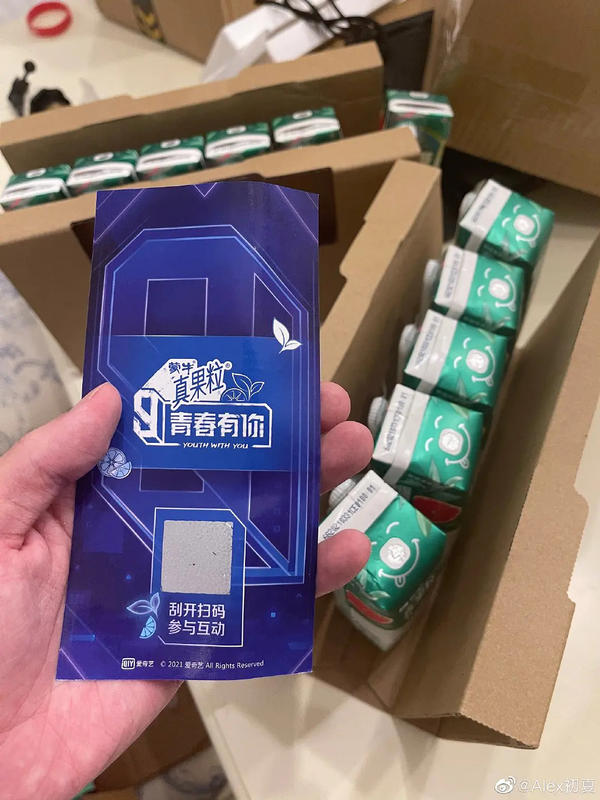 蒙牛
真果粒®
青春有你
YOUTH WITH YOU
刮开扫码
参与互动
iQIY 爱奇艺 © 2021 爱奇艺 All Rights Reserved
@Alex初夏